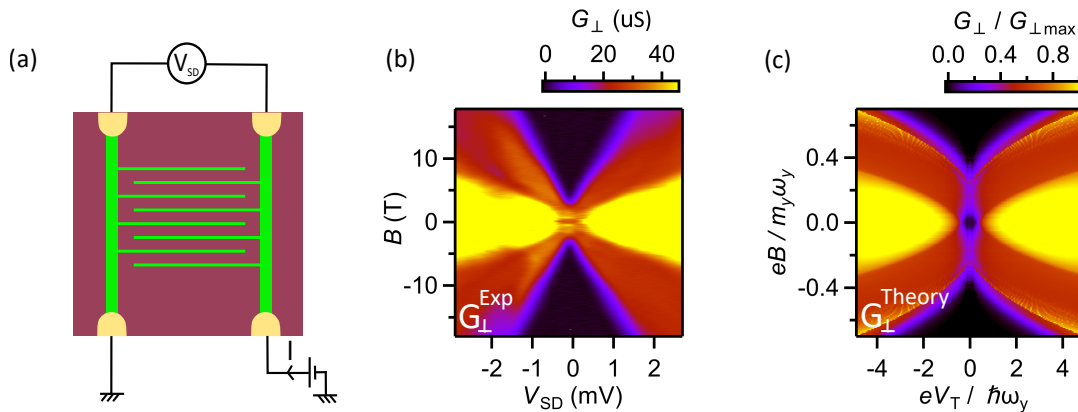 (a)
V_SD
I
(b)
G⊥ (uS)
0 20 40
B (T)
10
0
-10
G⊥^Exp
-2 -1 0 1 2
V_SD (mV)
(c)
G⊥ / G⊥max
0.0 0.4 0.8
eB / m_yω_y
0.4
0.0
-0.4
G⊥^Theory
-4 -2 0 2 4
eV_T / ℏω_y